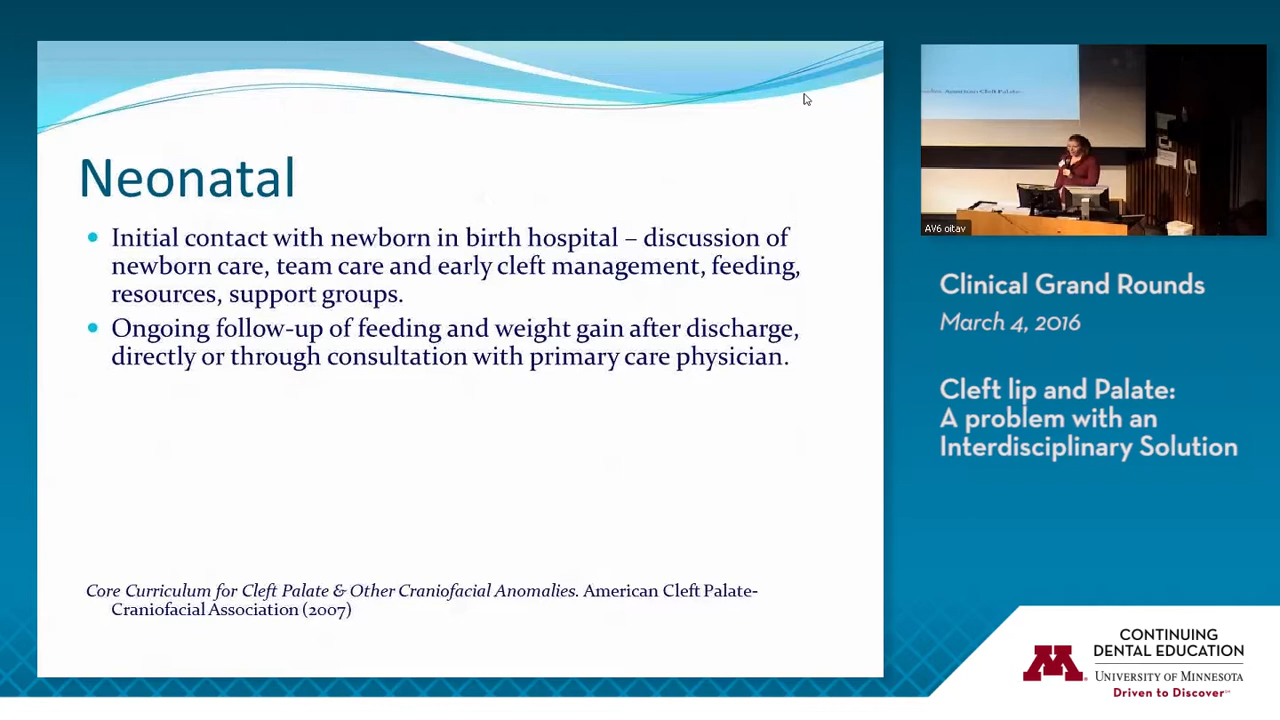 Neonatal
• Initial contact with newborn in birth hospital – discussion of
newborn care, team care and early cleft management, feeding,
resources, support groups.
• Ongoing follow-up of feeding and weight gain after discharge,
directly or through consultation with primary care physician.
Core Curriculum for Cleft Palate & Other Craniofacial Anomalies. American Cleft Palate-
Craniofacial Association (2007)
American Cleft Palate-
AV6 oitav
Clinical Grand Rounds
March 4, 2016
Cleft lip and Palate:
A problem with an
Interdisciplinary Solution
M
CONTINUING
DENTAL EDUCATION
UNIVERSITY OF MINNESOTA
Driven to Discover℠